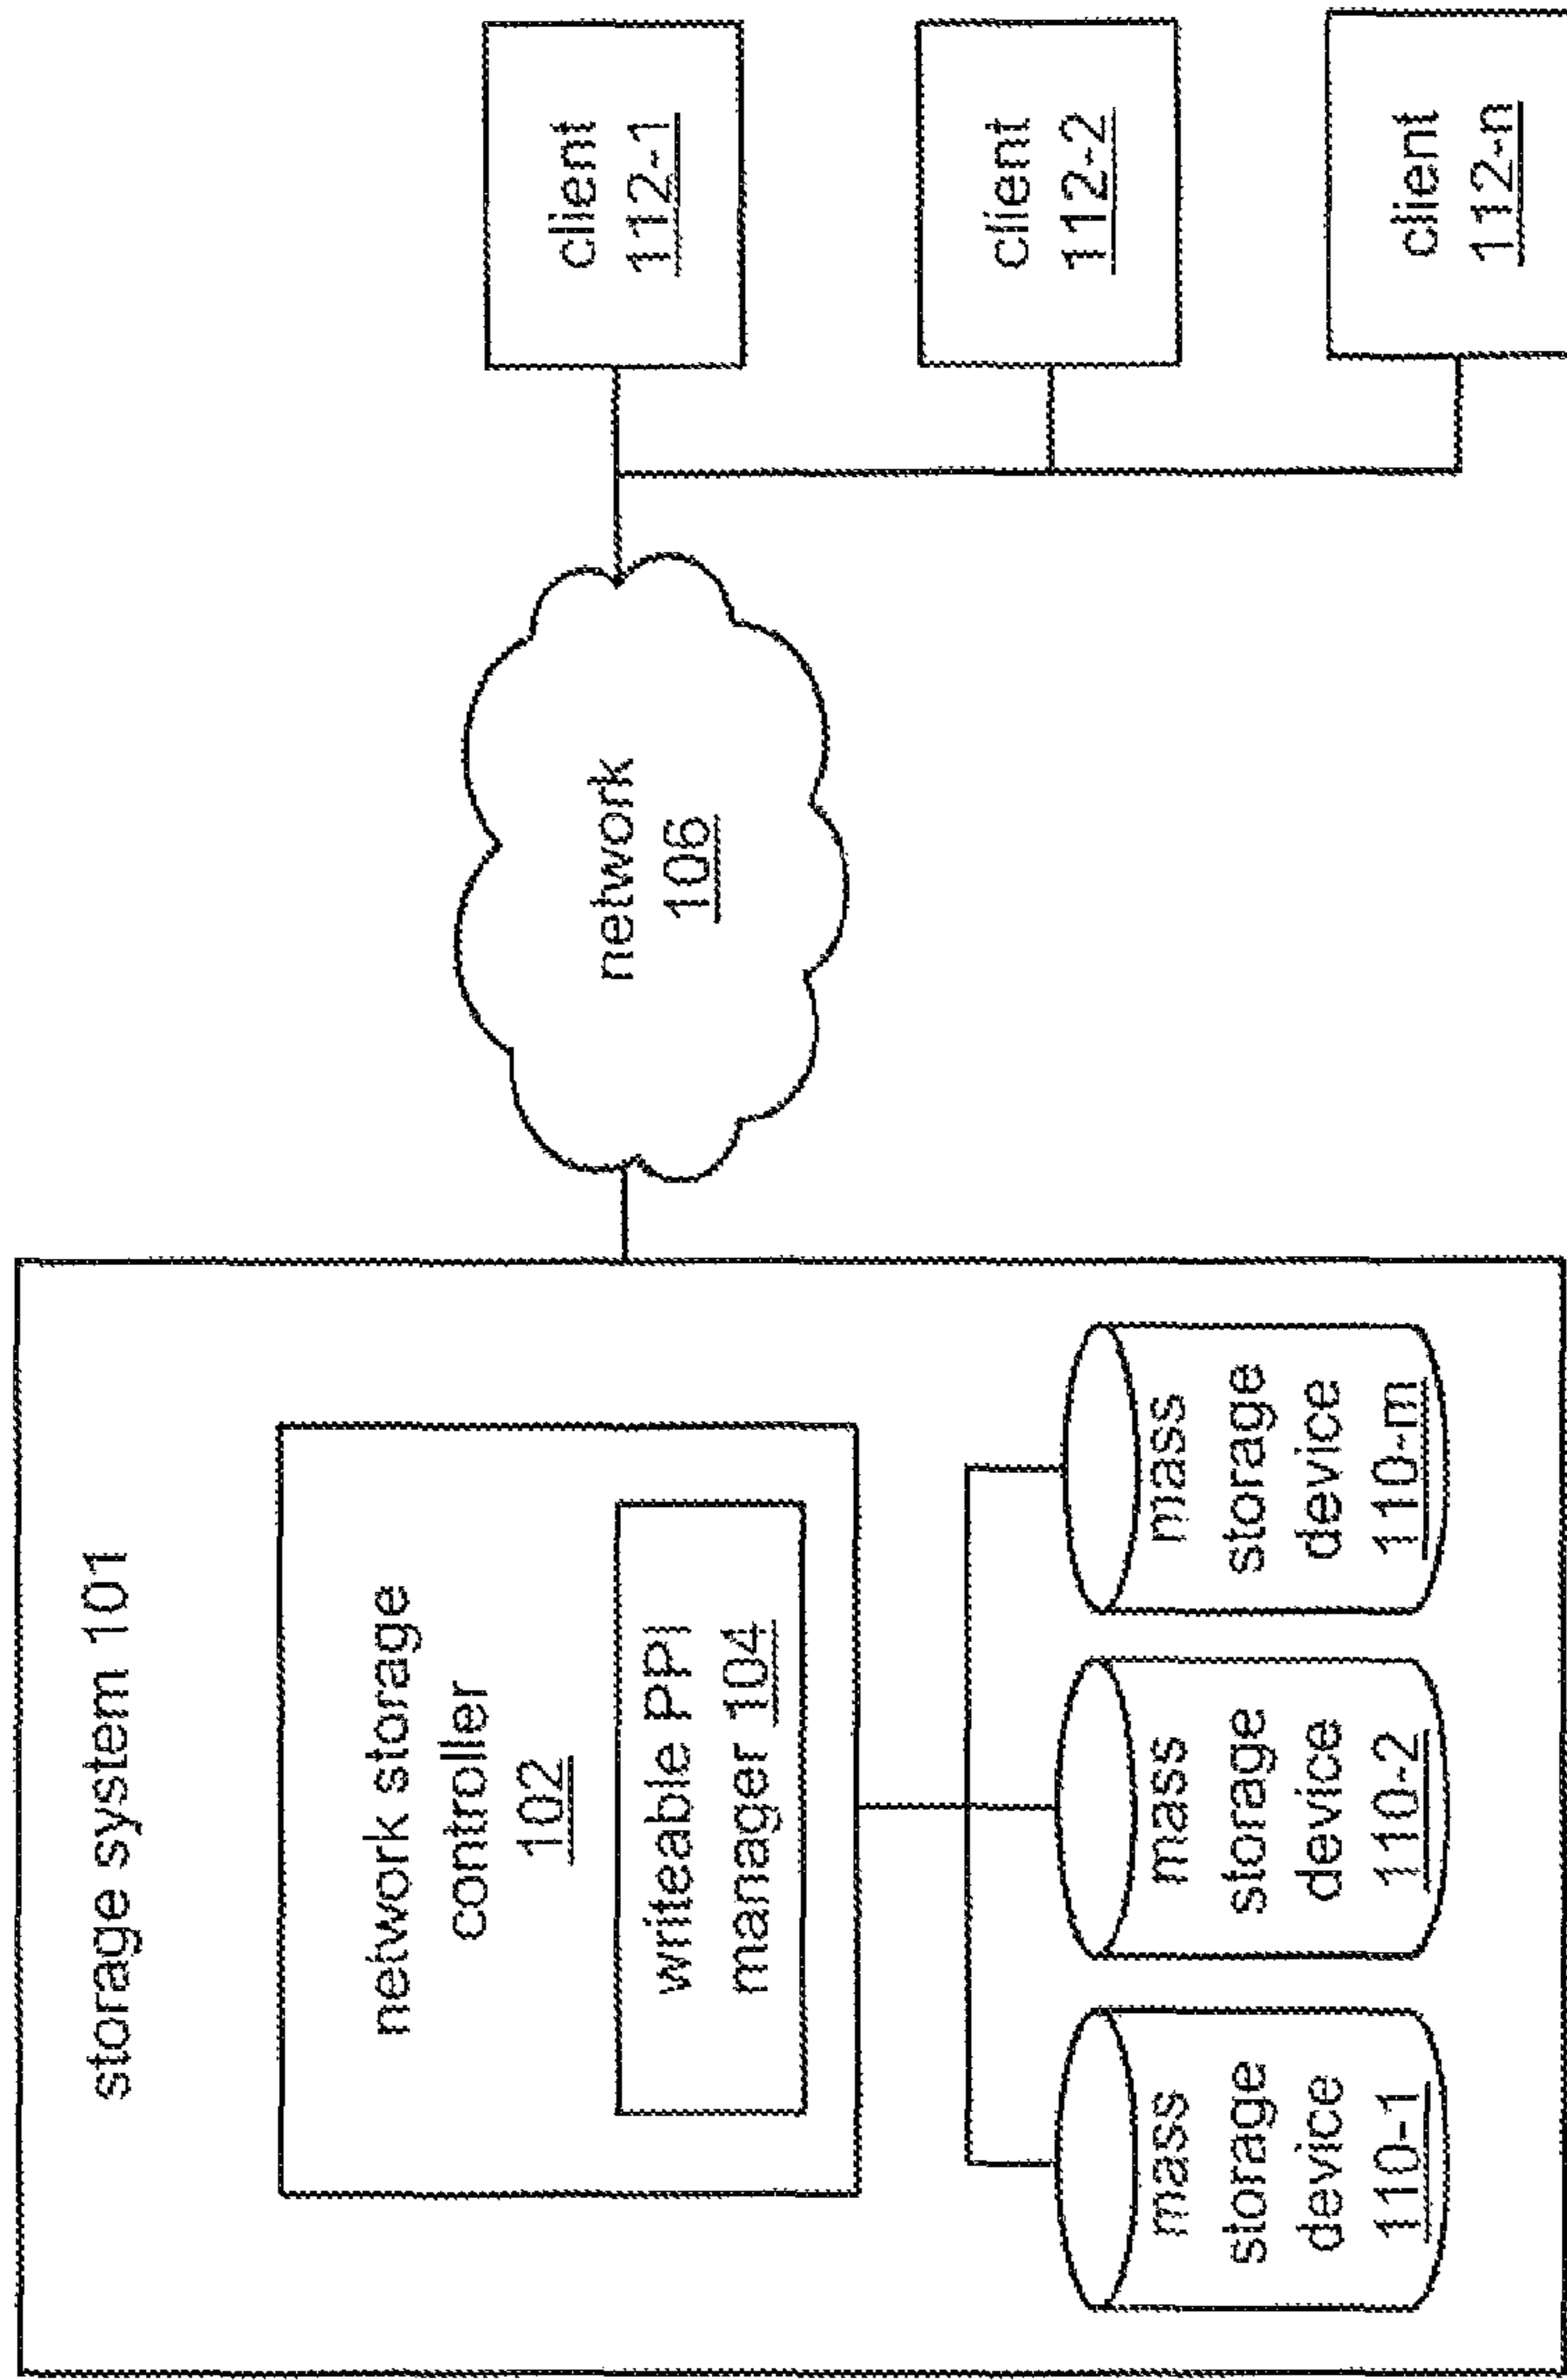 storage system 101
network storage
controller
102
writeable PPI
manager 104
mass
storage
device
110-1
mass
storage
device
110-2
mass
storage
device
110-m
network
106
client
112-1
client
112-2
client
112-n